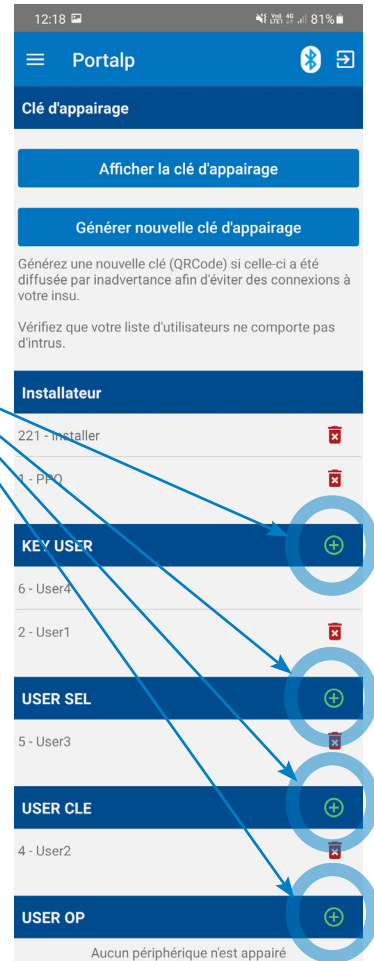 12:18 81%
Portalp
Clé d'appairage
Afficher la clé d'appairage
Générer nouvelle clé d'appairage
Générez une nouvelle clé (QRCode) si celle-ci a été
diffusée par inadvertance afin d'éviter des connexions à
votre insu.
Vérifiez que votre liste d'utilisateurs ne comporte pas
d'intrus.
Installateur
221 - Installer
1 - PPO
KEY USER
6 - User4
2 - User1
USER SEL
5 - User3
USER CLE
4 - User2
USER OP
Aucun périphérique n'est appairé